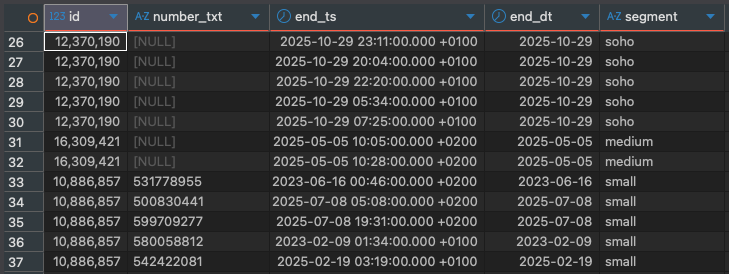 123 id A-Z number_txt end_ts end_dt A-Z segment
26 12,370,190 [NULL] 2025-10-29 23:11:00.000 +0100 2025-10-29 soho
27 12,370,190 [NULL] 2025-10-29 20:04:00.000 +0100 2025-10-29 soho
28 12,370,190 [NULL] 2025-10-29 22:20:00.000 +0100 2025-10-29 soho
29 12,370,190 [NULL] 2025-10-29 05:34:00.000 +0100 2025-10-29 soho
30 12,370,190 [NULL] 2025-10-29 07:25:00.000 +0100 2025-10-29 soho
31 16,309,421 [NULL] 2025-05-05 10:05:00.000 +0200 2025-05-05 medium
32 16,309,421 [NULL] 2025-05-05 10:28:00.000 +0200 2025-05-05 medium
33 10,886,857 531778955 2023-06-16 00:46:00.000 +0200 2023-06-16 small
34 10,886,857 500830441 2025-07-08 05:08:00.000 +0200 2025-07-08 small
35 10,886,857 599709277 2025-07-08 19:31:00.000 +0200 2025-07-08 small
36 10,886,857 580058812 2023-02-09 01:34:00.000 +0100 2023-02-09 small
37 10,886,857 542422081 2025-02-19 03:19:00.000 +0100 2025-02-19 small